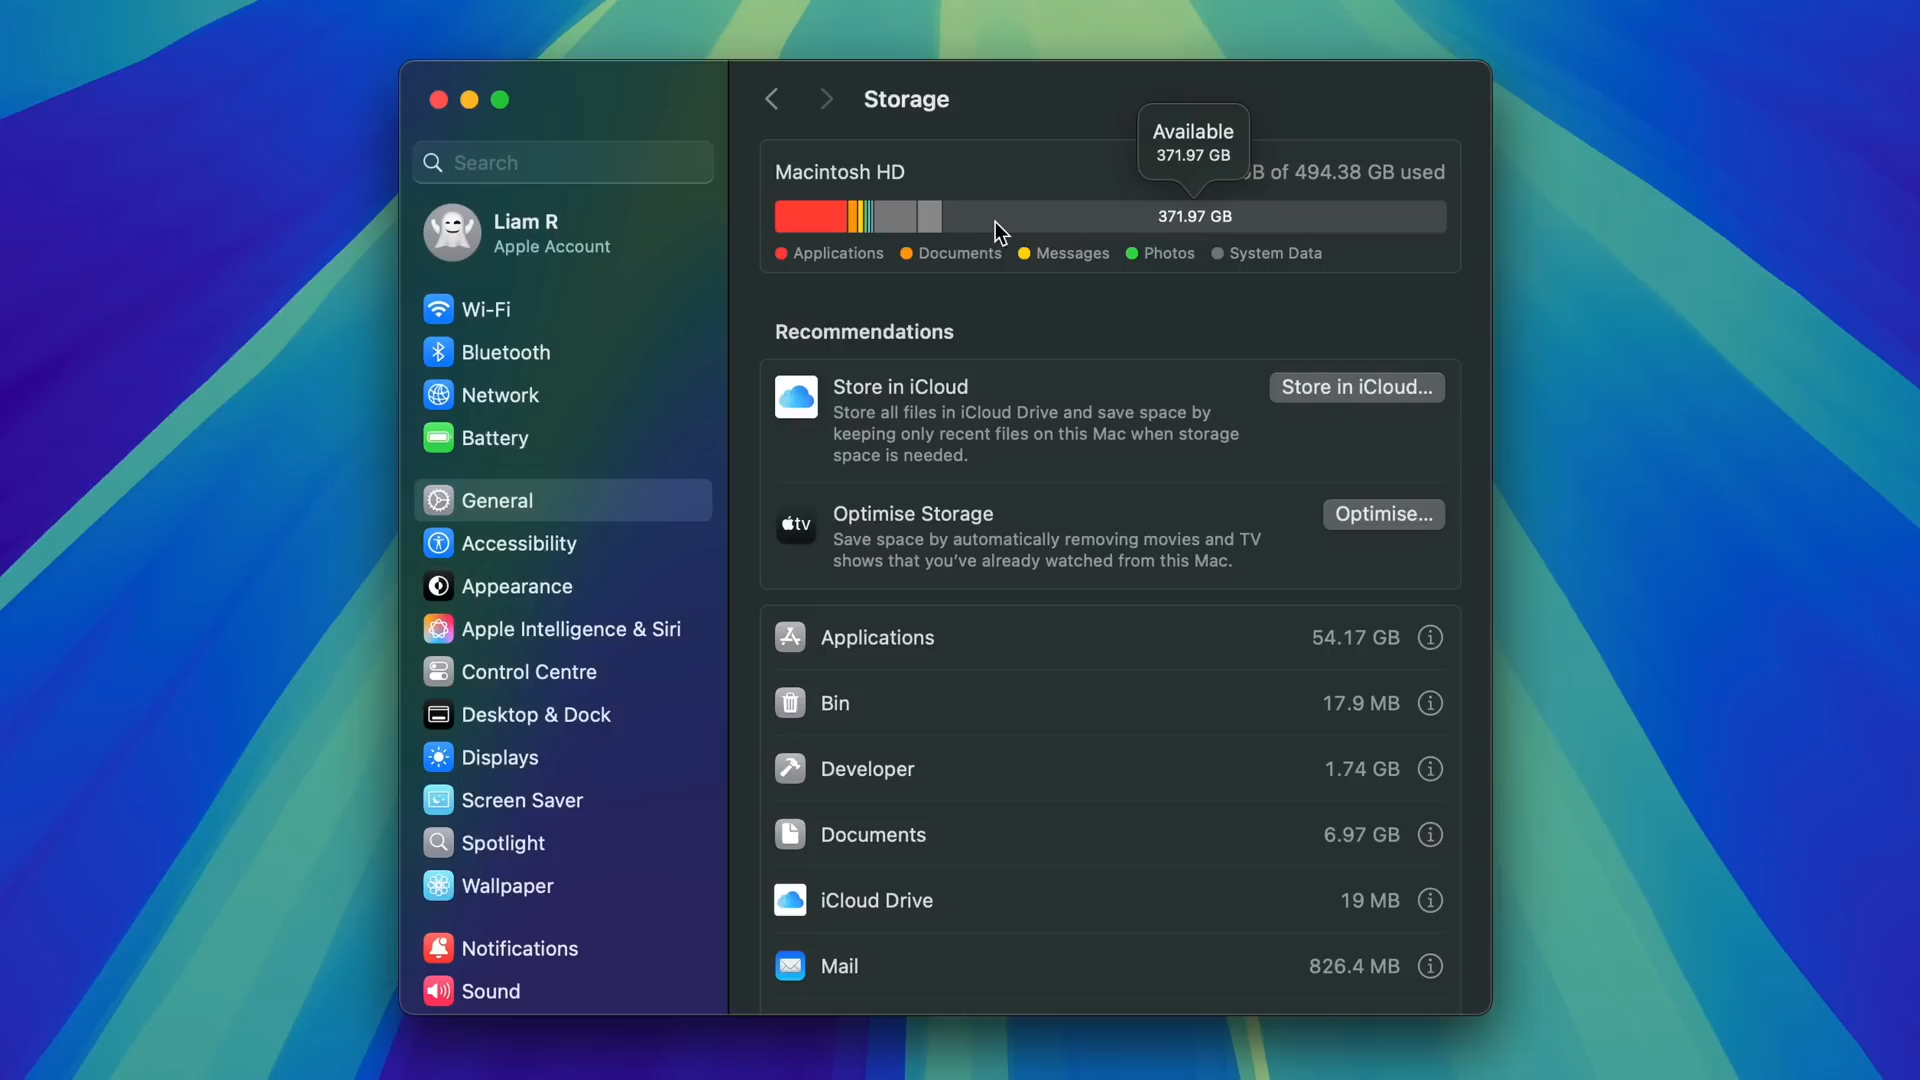 Search
Liam R
Apple Account
Wi-Fi
Bluetooth
Network
Battery
General
Accessibility
Appearance
Apple Intelligence & Siri
Control Centre
Desktop & Dock
Displays
Screen Saver
Spotlight
Wallpaper
Notifications
Sound
Storage
Available
371.97 GB
Macintosh HD
of 494.38 GB used
371.97 GB
Applications
Documents
Messages
Photos
System Data
Recommendations
Store in iCloud
Store in iCloud...
Store all files in iCloud Drive and save space by
keeping only recent files on this Mac when storage
space is needed.
tv
Optimise Storage
Optimise...
Save space by automatically removing movies and TV
shows that you've already watched from this Mac.
Applications 54.17 GB
Bin 17.9 MB
Developer 1.74 GB
Documents 6.97 GB
iCloud Drive 19 MB
Mail 826.4 MB